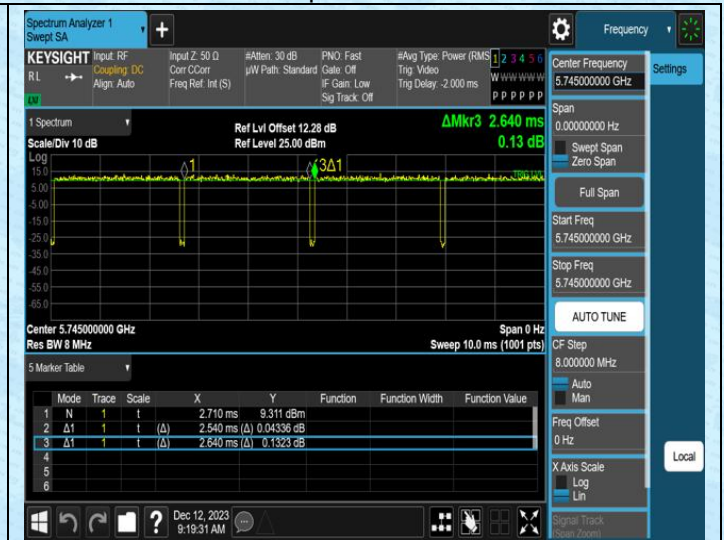 Spectrum Analyzer 1
Swept SA
+
Frequency
KEYSIGHT Input: RF Input Z: 50 Ω #Atten: 30 dB PNO: Fast #Avg Type: Power (RMS 1 2 3 4 5 6
RL Coupling: DC Corr CCorr µW Path: Standard Gate: Off Trig: Video W W W W W W
Align: Auto Freq Ref: Int (S) IF Gain: Low Trig Delay: -2.000 ms
Sig Track: Off P P P P P P
1 Spectrum Ref Lvl Offset 12.28 dB ΔMkr3 2.640 ms
Scale/Div 10 dB Ref Level 25.00 dBm 0.13 dB
Log
15.0
5.00
-5.00
-15.0
-25.0
-35.0
-45.0
-55.0
-65.0
1
3Δ1
Center 5.745000000 GHz Span 0 Hz
Res BW 8 MHz Sweep 10.0 ms (1001 pts)
5 Marker Table
Mode Trace Scale X Y Function Function Width Function Value
1 N 1 t 2.710 ms 9.311 dBm
2 Δ1 1 t (Δ) 2.540 ms (Δ) 0.04336 dB
3 Δ1 1 t (Δ) 2.640 ms (Δ) 0.1323 dB
4
5
6
?
Dec 12, 2023
9:19:31 AM
Center Frequency
5.745000000 GHz
Span
0.00000000 Hz
Swept Span
Zero Span
Full Span
Start Freq
5.745000000 GHz
Stop Freq
5.745000000 GHz
AUTO TUNE
CF Step
8.000000 MHz
Auto
Man
Freq Offset
0 Hz
X Axis Scale
Log
Lin
Signal Track
(Span Zoom)
Settings
Local